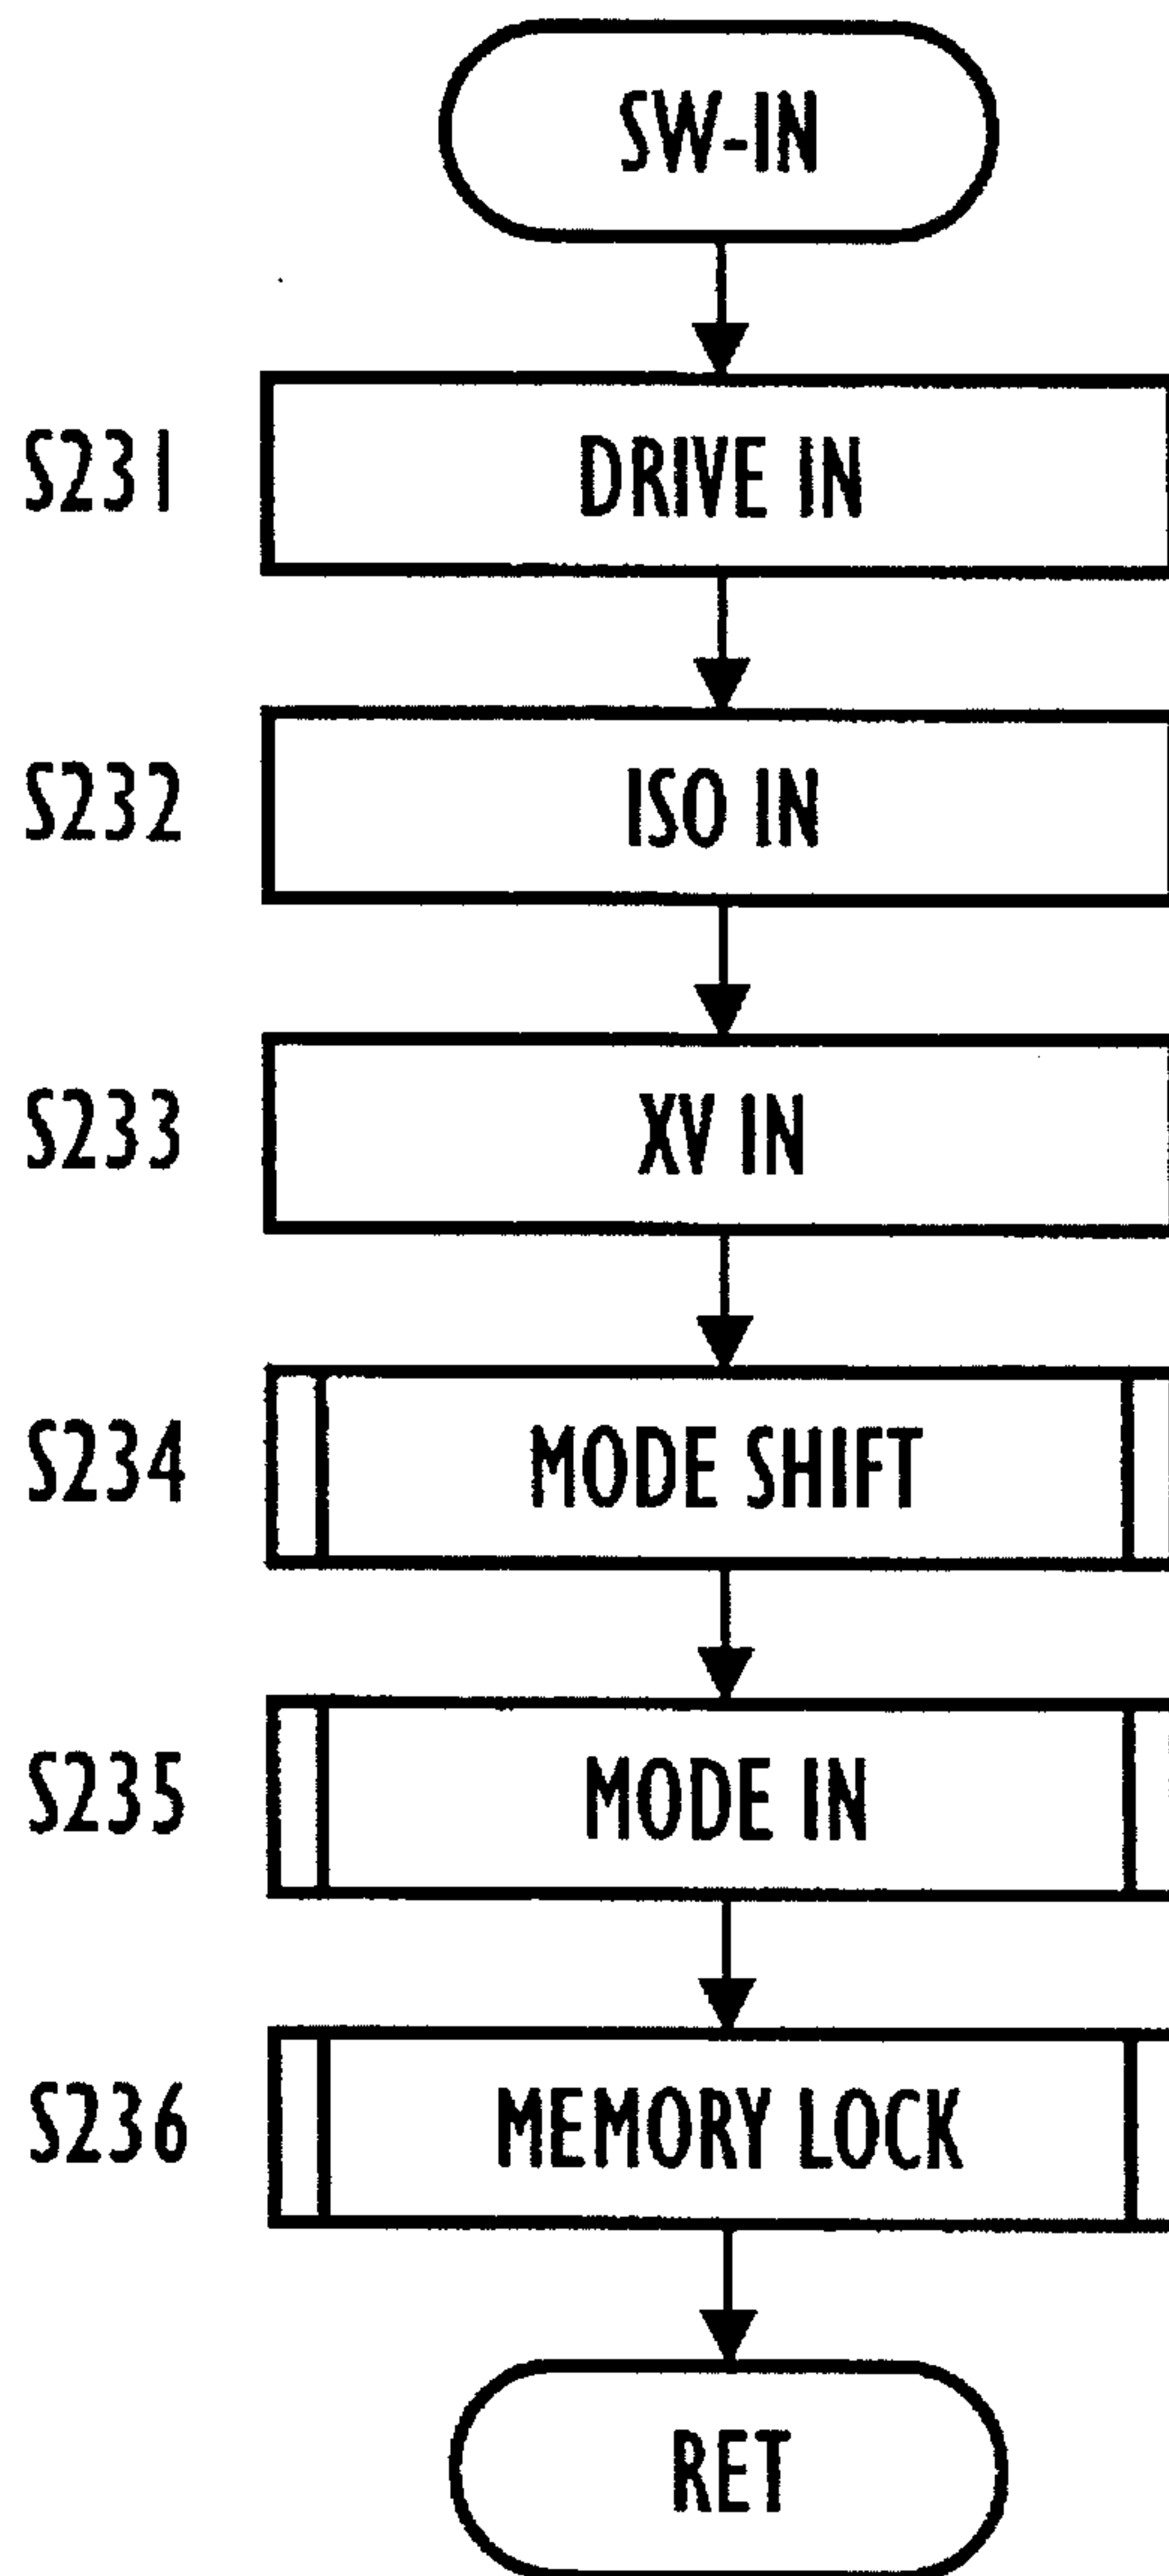 SW-IN
S231 DRIVE IN
S232 ISO IN
S233 XV IN
S234 MODE SHIFT
S235 MODE IN
S236 MEMORY LOCK
RET